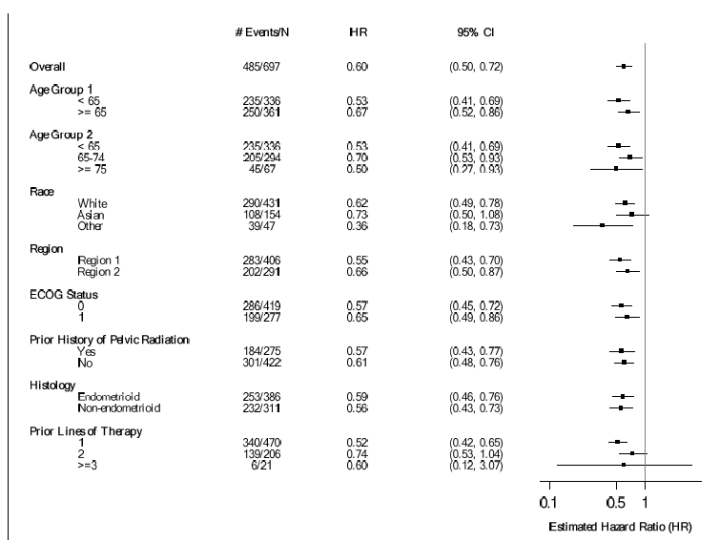 # Events/N HR 95% CI
Overall 485/697 0.60 (0.50, 0.72)
Age Group 1
< 65 235/336 0.53 (0.41, 0.69)
>= 65 250/361 0.67 (0.52, 0.86)
Age Group 2
< 65 235/336 0.53 (0.41, 0.69)
65-74 205/294 0.70 (0.53, 0.93)
>= 75 45/67 0.50 (0.27, 0.93)
Race
White 290/431 0.62 (0.49, 0.78)
Asian 108/154 0.73 (0.50, 1.08)
Other 39/47 0.36 (0.18, 0.73)
Region
Region 1 283/406 0.55 (0.43, 0.70)
Region 2 202/291 0.66 (0.50, 0.87)
ECOG Status
0 286/419 0.57 (0.45, 0.72)
1 199/277 0.65 (0.49, 0.86)
Prior History of Pelvic Radiation
Yes 184/275 0.57 (0.43, 0.77)
No 301/422 0.61 (0.48, 0.76)
Histology
Endometrioid 253/386 0.59 (0.46, 0.76)
Non-endometrioid 232/311 0.56 (0.43, 0.73)
Prior Lines of Therapy
1 340/470 0.52 (0.42, 0.65)
2 139/206 0.74 (0.53, 1.04)
>=3 6/21 0.60 (0.12, 3.07)
0.1 0.5 1
Estimated Hazard Ratio (HR)